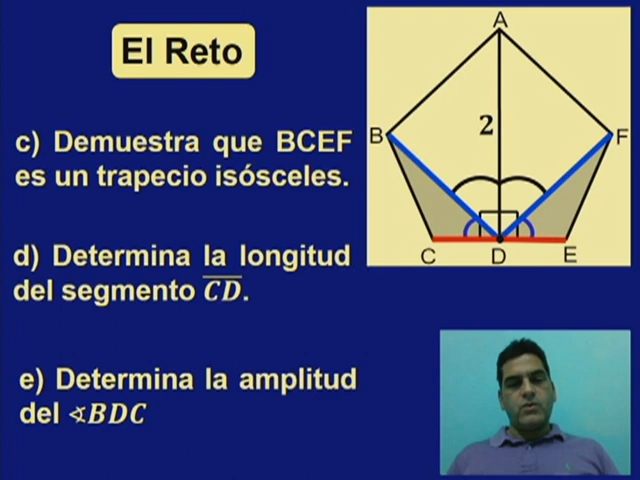 El Reto
c) Demuestra que BCEF
es un trapecio isósceles.
d) Determina la longitud
del segmento CD.
e) Determina la amplitud
del ∢BDC
A
B
2
F
C
D
E